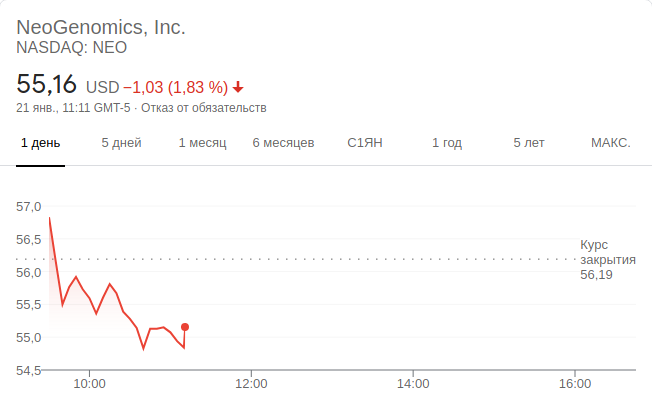 NeoGenomics, Inc.
NASDAQ: NEO
55,16 USD −1,03 (1,83 %)
21 янв., 11:11 GMT-5 · Отказ от обязательств
1 день 5 дней 1 месяц 6 месяцев С1ЯН 1 год 5 лет МАКС.
57,0
56,5
56,0
55,5
55,0
54,5
Курс
закрытия
56,19
10:00 12:00 14:00 16:00